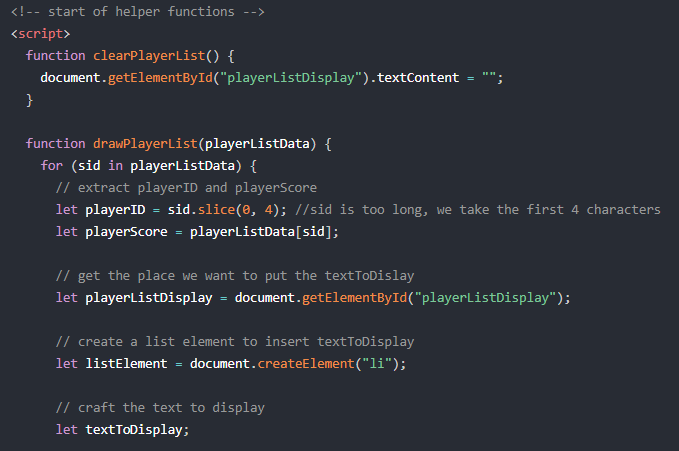 <!-- start of helper functions -->
<script>
function clearPlayerList() {
document.getElementById("playerListDisplay").textContent = "";
}
function drawPlayerList(playerListData) {
for (sid in playerListData) {
// extract playerID and playerScore
let playerID = sid.slice(0, 4); //sid is too long, we take the first 4 characters
let playerScore = playerListData[sid];
// get the place we want to put the textToDislay
let playerListDisplay = document.getElementById("playerListDisplay");
// create a list element to insert textToDisplay
let listElement = document.createElement("li");
// craft the text to display
let textToDisplay;